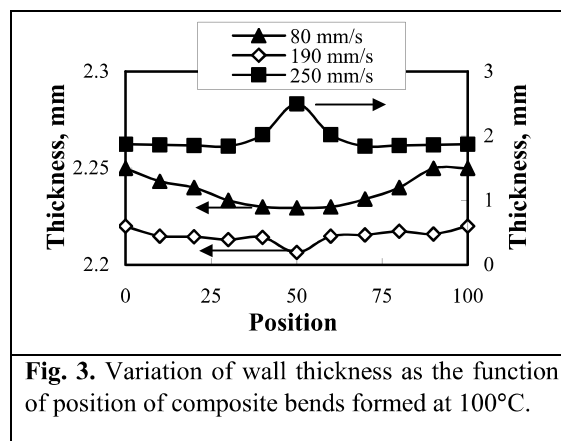 80 mm/s
190 mm/s
250 mm/s
2.3
2.25
2.2
Thickness, mm
3
2
1
0
Thickness, mm
0 25 50 75 100
Position
Fig. 3. Variation of wall thickness as the function
of position of composite bends formed at 100°C.